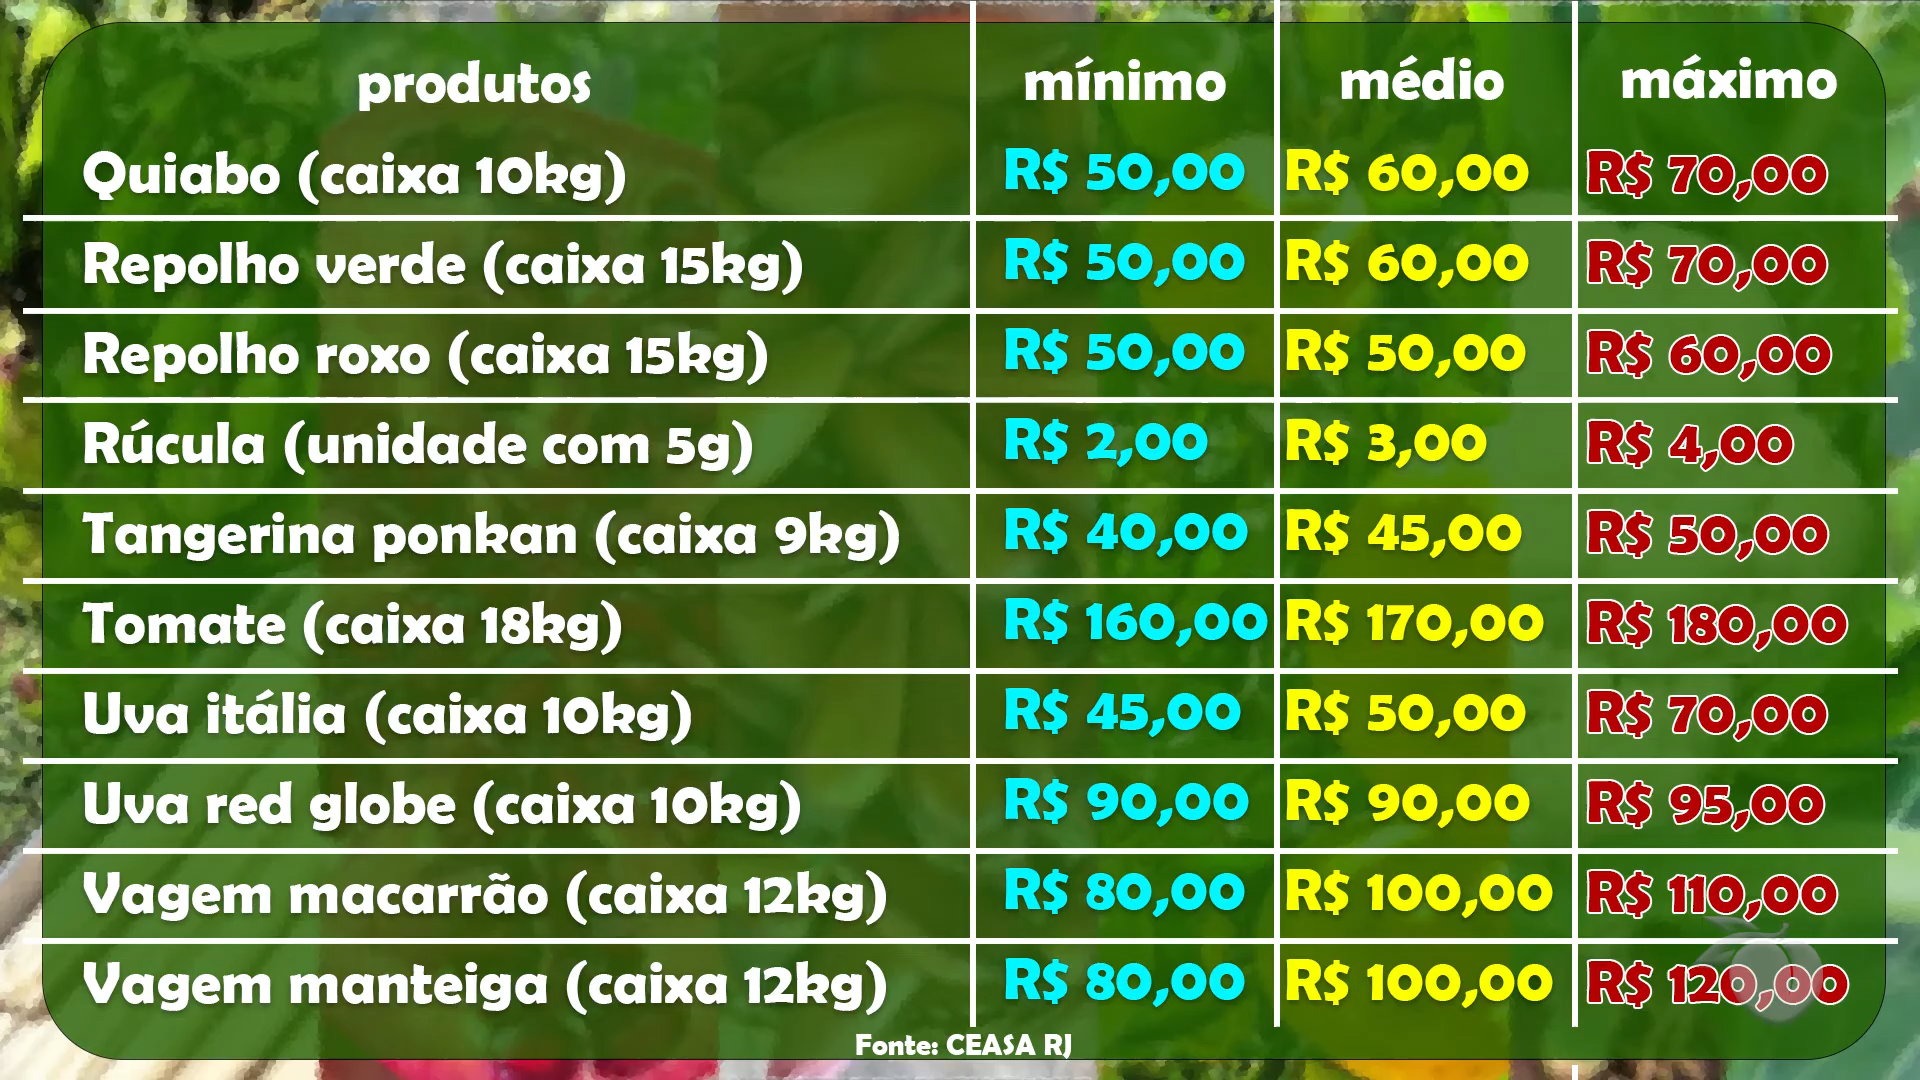 produtos mínimo médio máximo
Quiabo (caixa 10kg) R$ 50,00 R$ 60,00 R$ 70,00
Repolho verde (caixa 15kg) R$ 50,00 R$ 60,00 R$ 70,00
Repolho roxo (caixa 15kg) R$ 50,00 R$ 50,00 R$ 60,00
Rúcula (unidade com 5g) R$ 2,00 R$ 3,00 R$ 4,00
Tangerina ponkan (caixa 9kg) R$ 40,00 R$ 45,00 R$ 50,00
Tomate (caixa 18kg) R$ 160,00 R$ 170,00 R$ 180,00
Uva itália (caixa 10kg) R$ 45,00 R$ 50,00 R$ 70,00
Uva red globe (caixa 10kg) R$ 90,00 R$ 90,00 R$ 95,00
Vagem macarrão (caixa 12kg) R$ 80,00 R$ 100,00 R$ 110,00
Vagem manteiga (caixa 12kg) R$ 80,00 R$ 100,00 R$ 120,00
Fonte: CEASA RJ